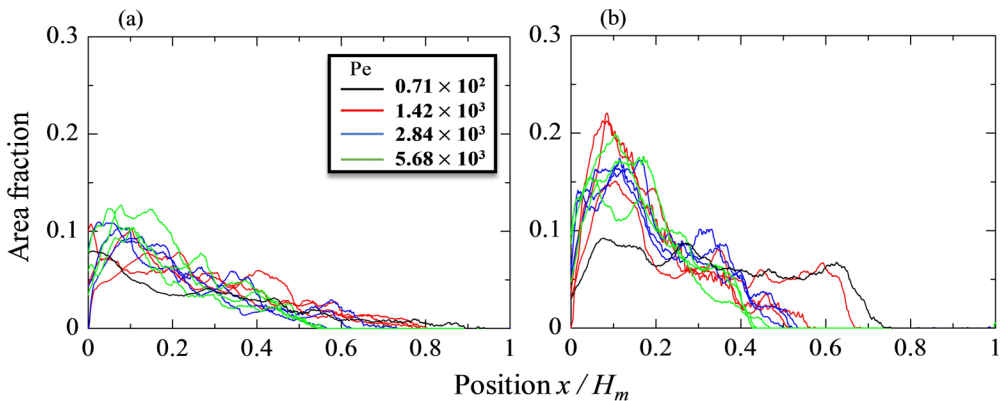 (a)
(b)
0.3
0.2
0.1
0
Area fraction
Pe
0.71 × 10²
1.42 × 10³
2.84 × 10³
5.68 × 10³
0 0.2 0.4 0.6 0.8 1
0.3
0.2
0.1
0
0 0.2 0.4 0.6 0.8 1
Position x / Hₘ